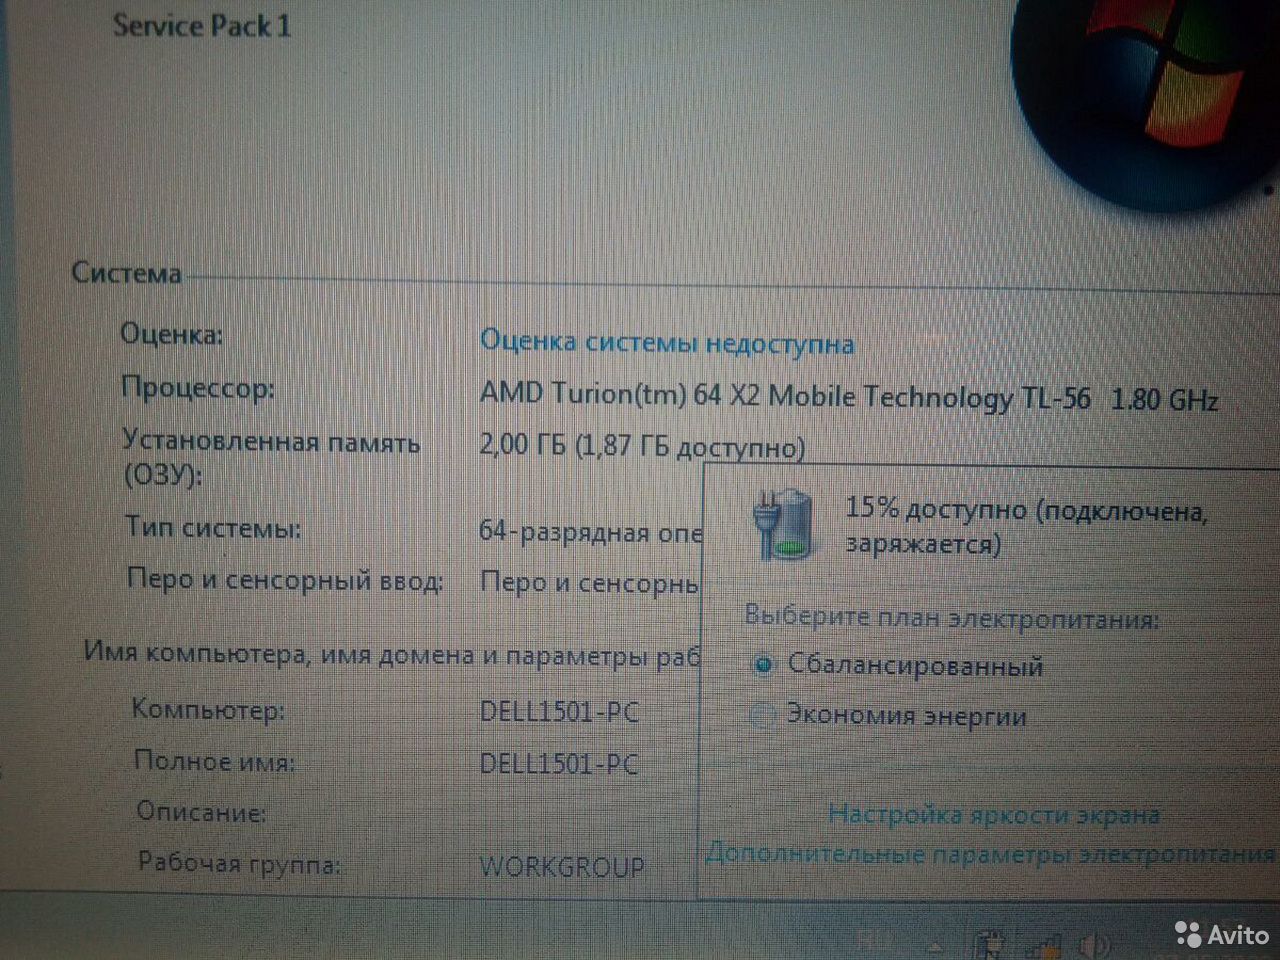 Service Pack 1
Система
Оценка:
Оценка системы недоступна
Процессор:
AMD Turion(tm) 64 X2 Mobile Technology TL-56 1.80 GHz
Установленная память
(ОЗУ):
2,00 ГБ (1,87 ГБ доступно)
Тип системы:
64-разрядная опе
Перо и сенсорный ввод:
Перо и сенсорны
Имя компьютера, имя домена и параметры раб
Компьютер:
DELL1501-PC
Полное имя:
DELL1501-PC
Описание:
Рабочая группа:
WORKGROUP
15% доступно (подключена,
заряжается)
Выберите план электропитания:
Сбалансированный
Экономия энергии
Настройка яркости экрана
Дополнительные параметры электропитания
Avito